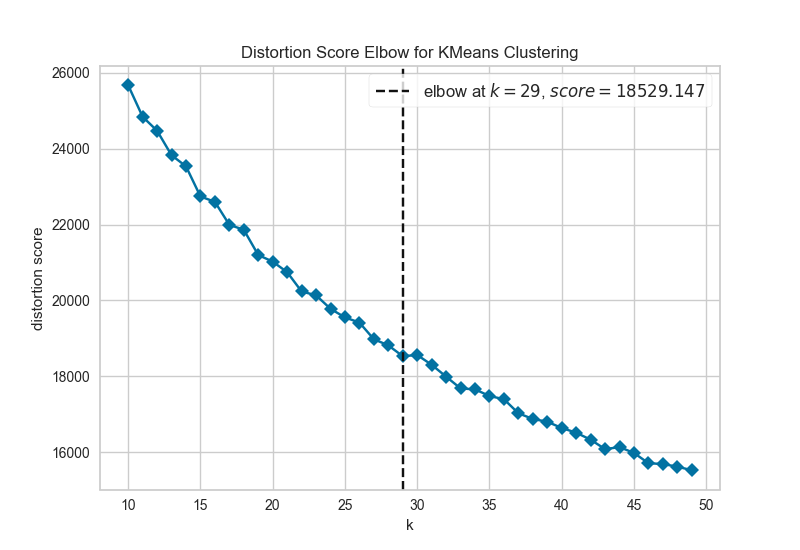 Distortion Score Elbow for KMeans Clustering
elbow at k = 29, score = 18529.147
26000
24000
22000
20000
18000
16000
distortion score
10 15 20 25 30 35 40 45 50
k